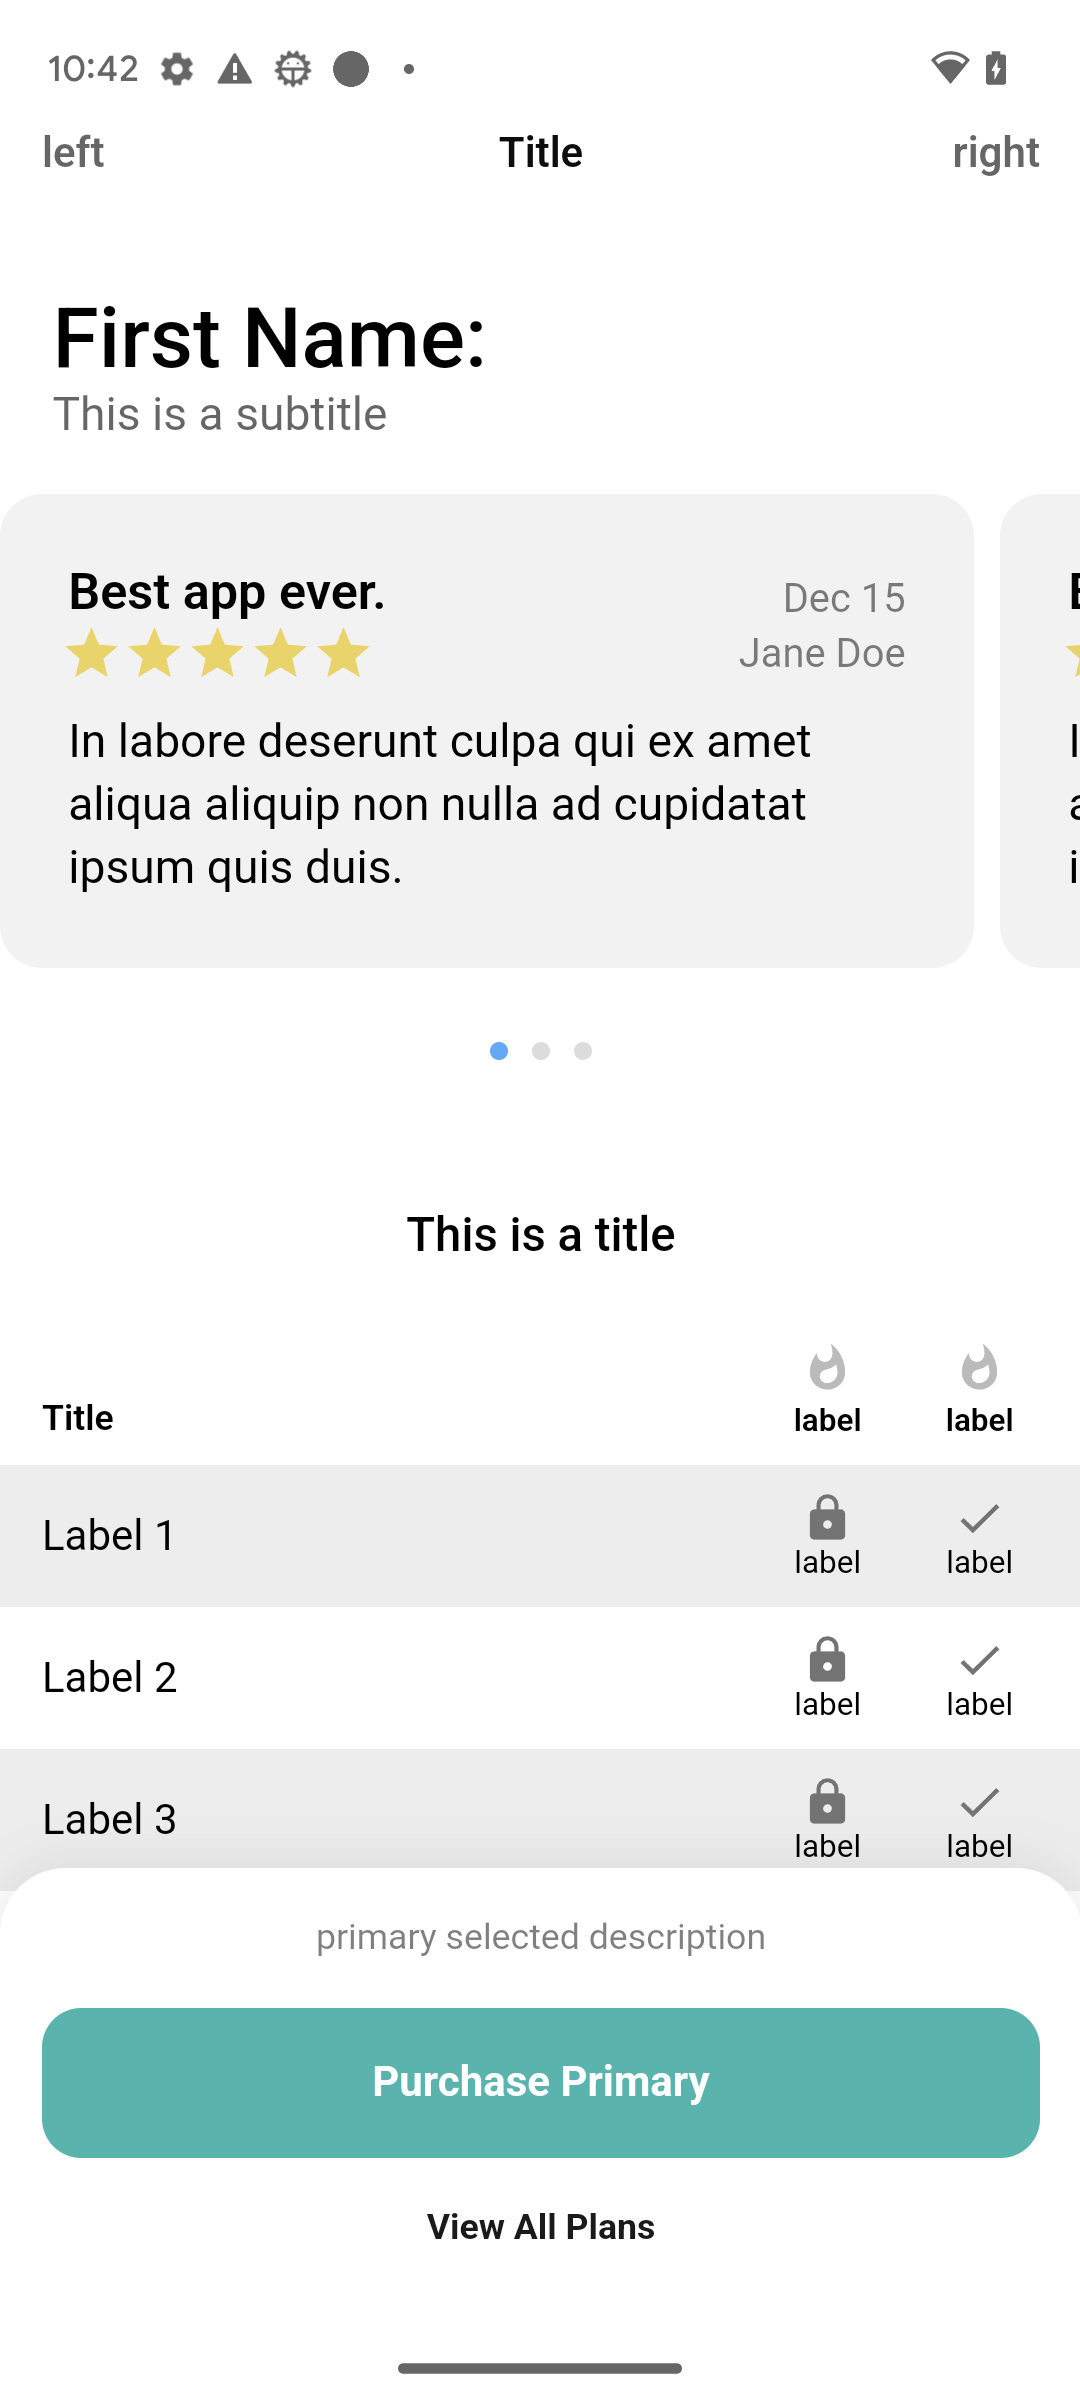 10:42
left Title right
First Name:
This is a subtitle
Best app ever.
Dec 15
Jane Doe
In labore deserunt culpa qui ex amet
aliqua aliquip non nulla ad cupidatat
ipsum quis duis.
This is a title
Title label label
Label 1 label label
Label 2 label label
Label 3 label label
primary selected description
Purchase Primary
View All Plans